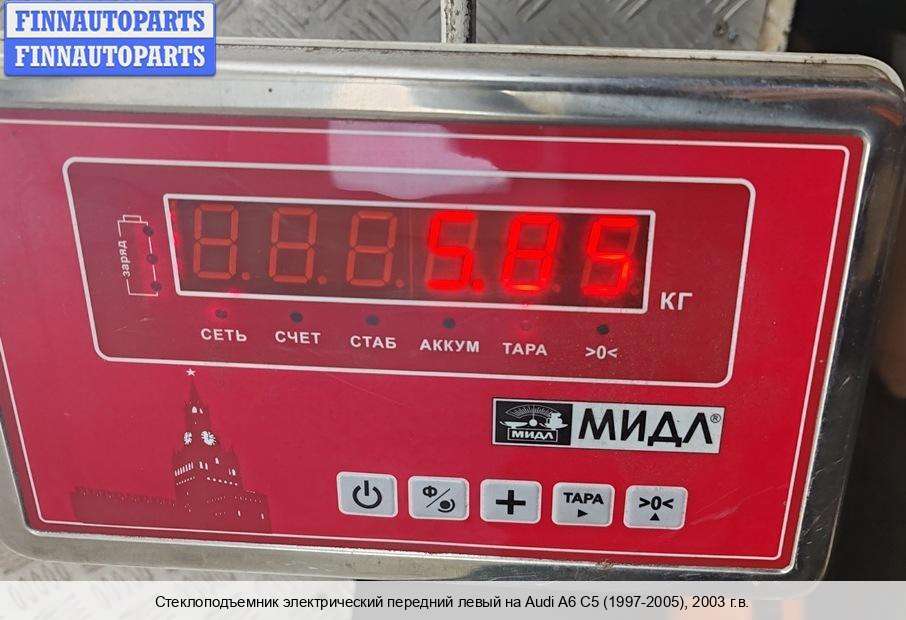 FINNAUTOPARTS
FINNAUTOPARTS
заряд
5.85
КГ
СЕТЬ СЧЕТ СТАБ АККУМ ТАРА >0<
МИДЛ МИДЛ®
Ф/ + ТАРА >0<
Стеклоподъемник электрический передний левый на Audi A6 C5 (1997-2005), 2003 г.в.